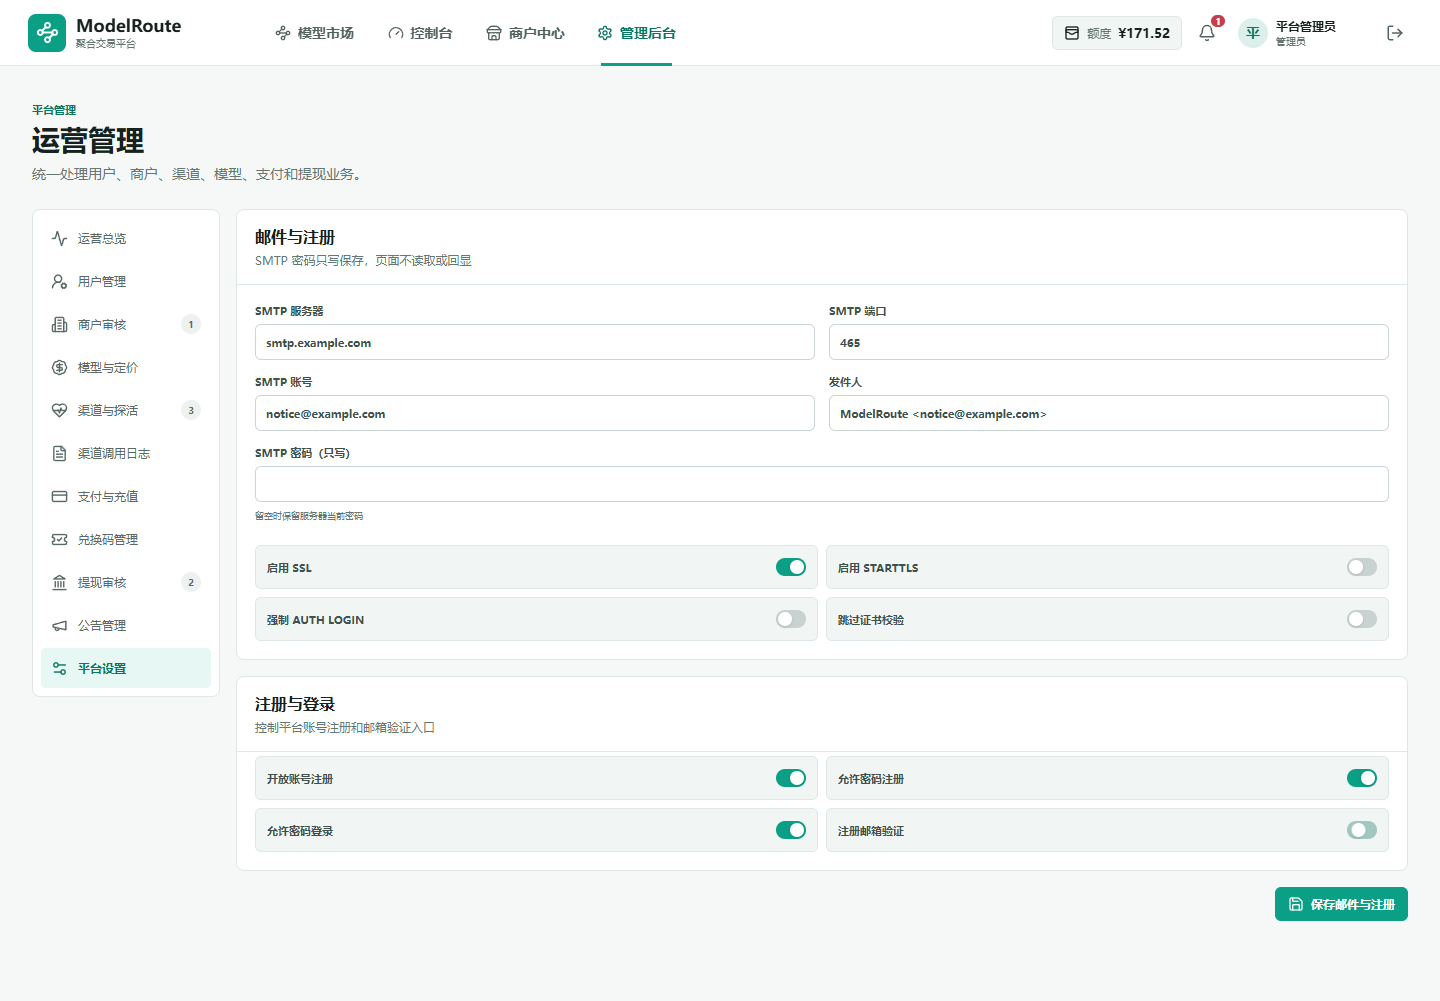 ModelRoute
聚合交易平台
模型市场
控制台
商户中心
管理后台
额度 ¥171.52
1
平
平台管理员
管理员
平台管理
运营管理
统一处理用户、商户、渠道、模型、支付和提现业务。
运营总览
用户管理
商户审核 1
模型与定价
渠道与探活 3
渠道调用日志
支付与充值
兑换码管理
提现审核 2
公告管理
平台设置
邮件与注册
SMTP 密码只写保存，页面不读取或回显
SMTP 服务器
smtp.example.com
SMTP 端口
465
SMTP 账号
notice@example.com
发件人
ModelRoute <notice@example.com>
SMTP 密码（只写）
留空时保留服务器当前密码
启用 SSL
启用 STARTTLS
强制 AUTH LOGIN
跳过证书校验
注册与登录
控制平台账号注册和邮箱验证入口
开放账号注册
允许密码注册
允许密码登录
注册邮箱验证
保存邮件与注册